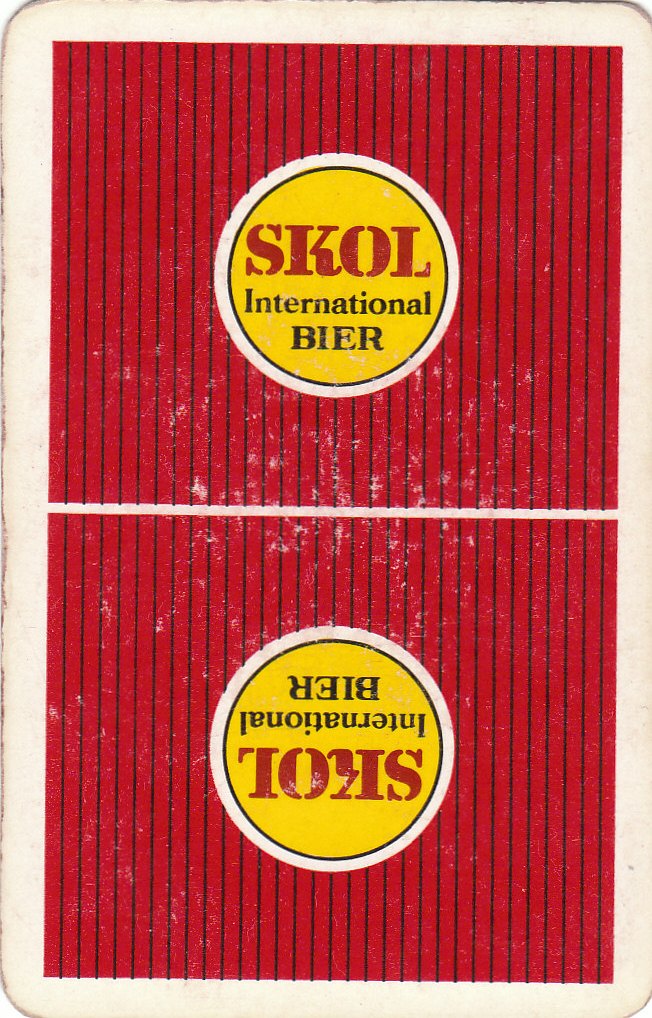 SKOL
International
BIER
SKOL
International
BIER